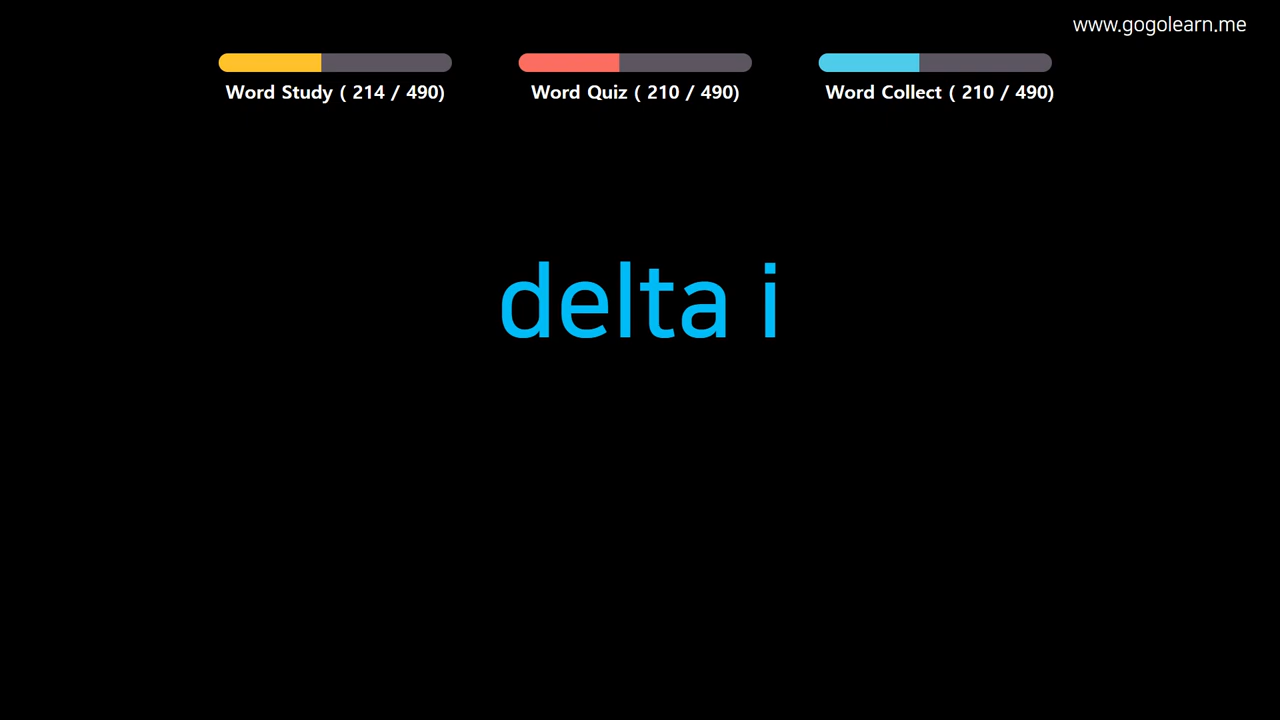 www.gogolearn.me
Word Study ( 214 / 490)
Word Quiz ( 210 / 490)
Word Collect ( 210 / 490)
delta i